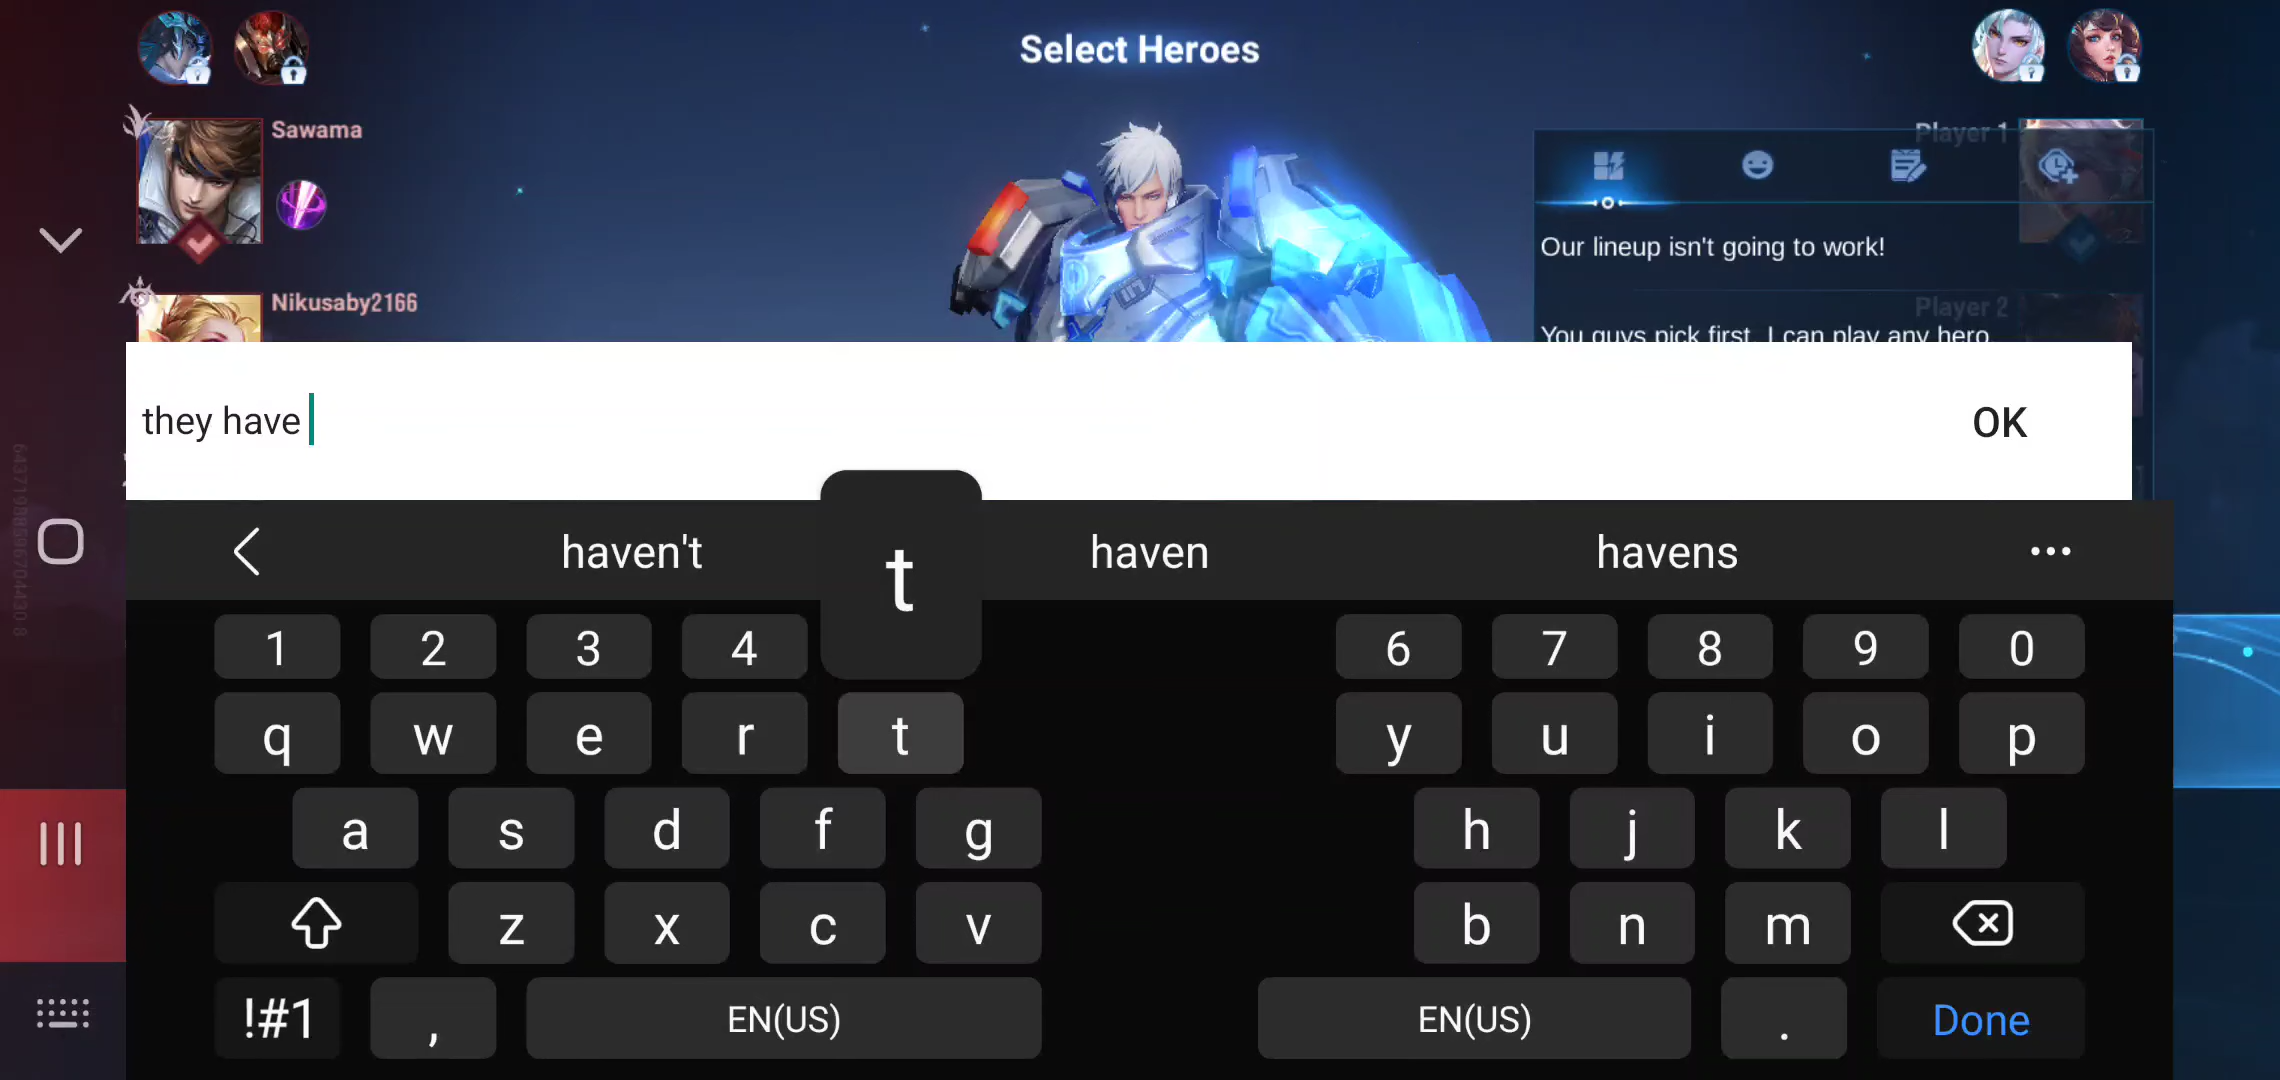 Select Heroes
Sawama
Player 1
Our lineup isn't going to work!
Nikusaby2166
Player 2
You guys pick first, I can play any hero.
they have
OK
haven't
t
haven
havens
1 2 3 4 6 7 8 9 0
q w e r t y u i o p
a s d f g h j k l
z x c v b n m
!#1 , EN(US) EN(US) . Done